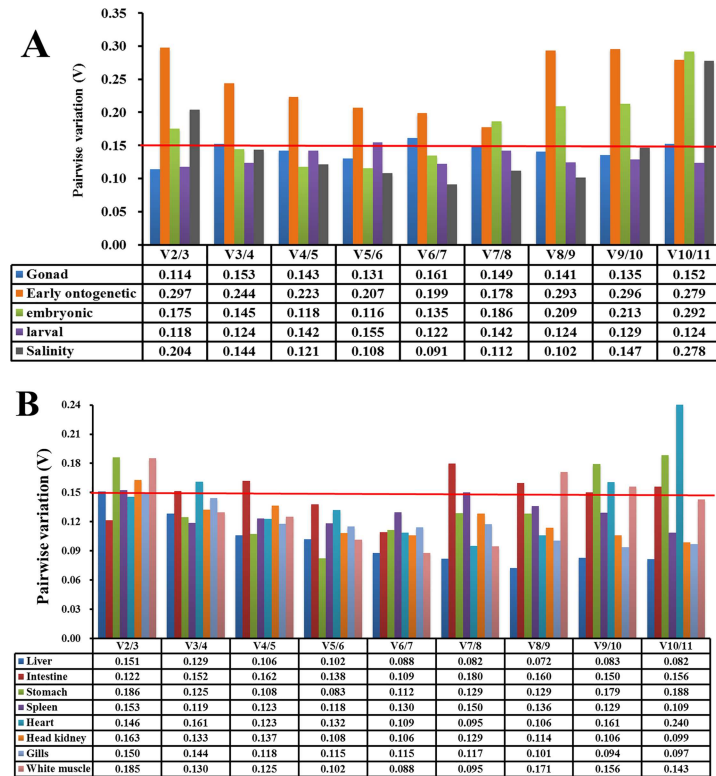 A
Pairwise variation (V)
0.35
0.30
0.25
0.20
0.15
0.10
0.05
0.00
V2/3 V3/4 V4/5 V5/6 V6/7 V7/8 V8/9 V9/10 V10/11
Gonad 0.114 0.153 0.143 0.131 0.161 0.149 0.141 0.135 0.152
Early ontogenetic 0.297 0.244 0.223 0.207 0.199 0.178 0.293 0.296 0.279
embryonic 0.175 0.145 0.118 0.116 0.135 0.186 0.209 0.213 0.292
larval 0.118 0.124 0.142 0.155 0.122 0.142 0.124 0.129 0.124
Salinity 0.204 0.144 0.121 0.108 0.091 0.112 0.102 0.147 0.278
B
Pairwise variation (V)
0.24
0.21
0.18
0.15
0.12
0.09
0.06
0.03
0.00
V2/3 V3/4 V4/5 V5/6 V6/7 V7/8 V8/9 V9/10 V10/11
Liver 0.151 0.129 0.106 0.102 0.088 0.082 0.072 0.083 0.082
Intestine 0.122 0.152 0.162 0.138 0.109 0.180 0.160 0.150 0.156
Stomach 0.186 0.125 0.108 0.083 0.112 0.129 0.129 0.179 0.188
Spleen 0.153 0.119 0.123 0.118 0.130 0.150 0.136 0.129 0.109
Heart 0.146 0.161 0.123 0.132 0.109 0.095 0.106 0.161 0.240
Head kidney 0.163 0.133 0.137 0.108 0.106 0.129 0.114 0.106 0.099
Gills 0.150 0.144 0.118 0.115 0.115 0.117 0.101 0.094 0.097
White muscle 0.185 0.130 0.125 0.102 0.088 0.095 0.171 0.156 0.143